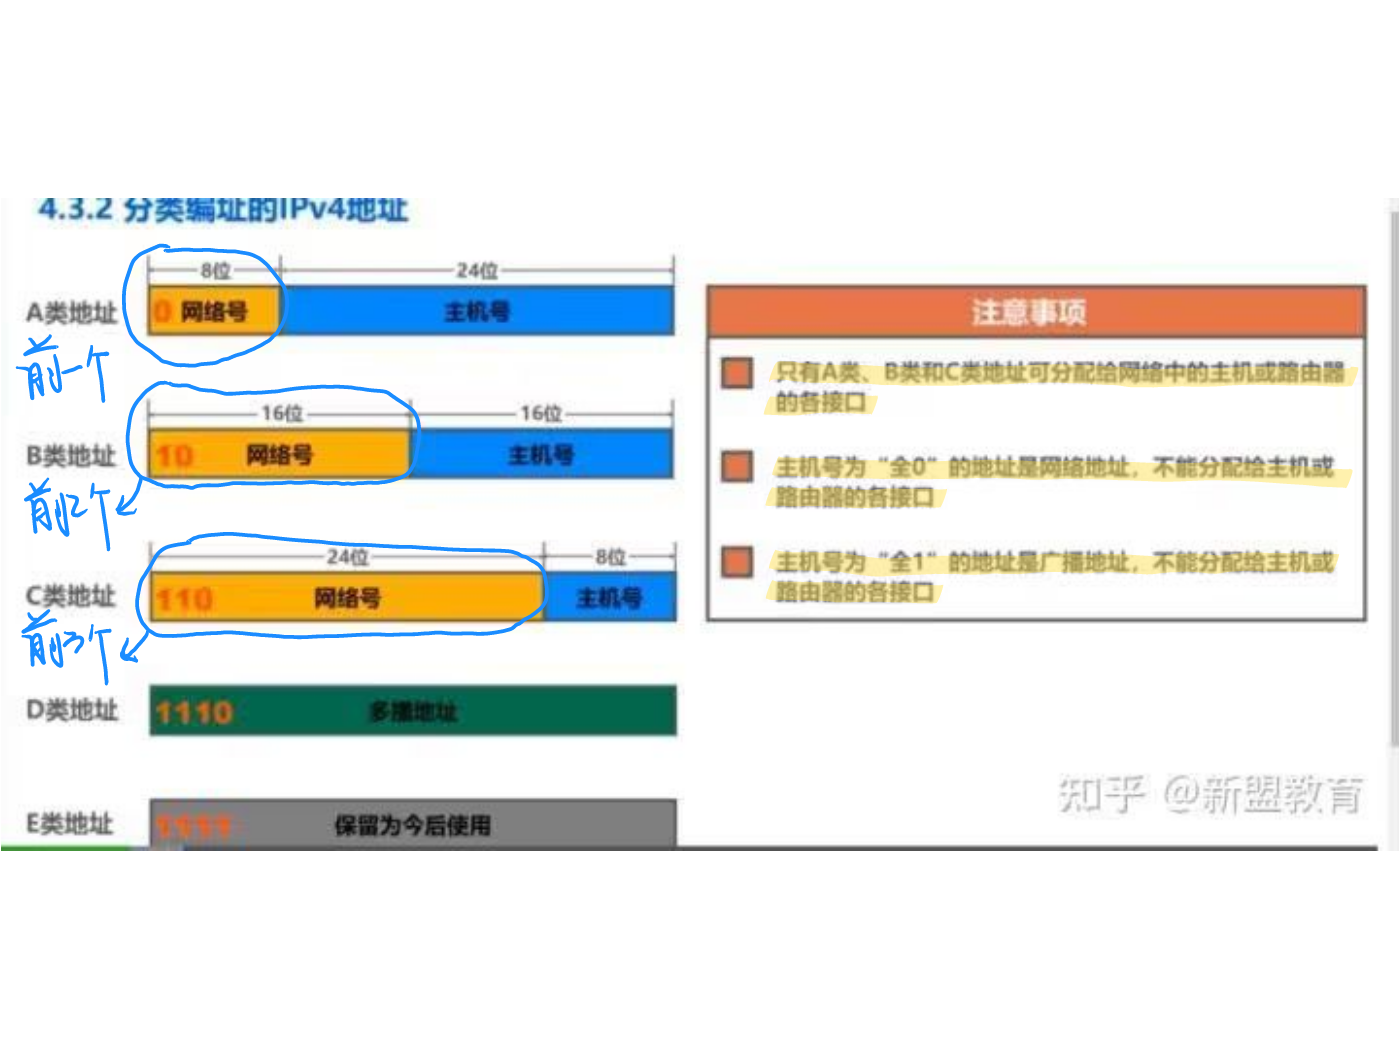 4.3.2 分类编址的IPv4地址
8位 24位
A类地址 0 网络号 主机号
前一个
16位 16位
B类地址 10 网络号 主机号
前2个
24位 8位
C类地址 110 网络号 主机号
前3个
D类地址 1110 多播地址
E类地址 1111 保留为今后使用
注意事项
只有A类、B类和C类地址可分配给网络中的主机或路由器
的各接口
主机号为“全0”的地址是网络地址，不能分配给主机或
路由器的各接口
主机号为“全1”的地址是广播地址，不能分配给主机或
路由器的各接口
知乎 @新盟教育